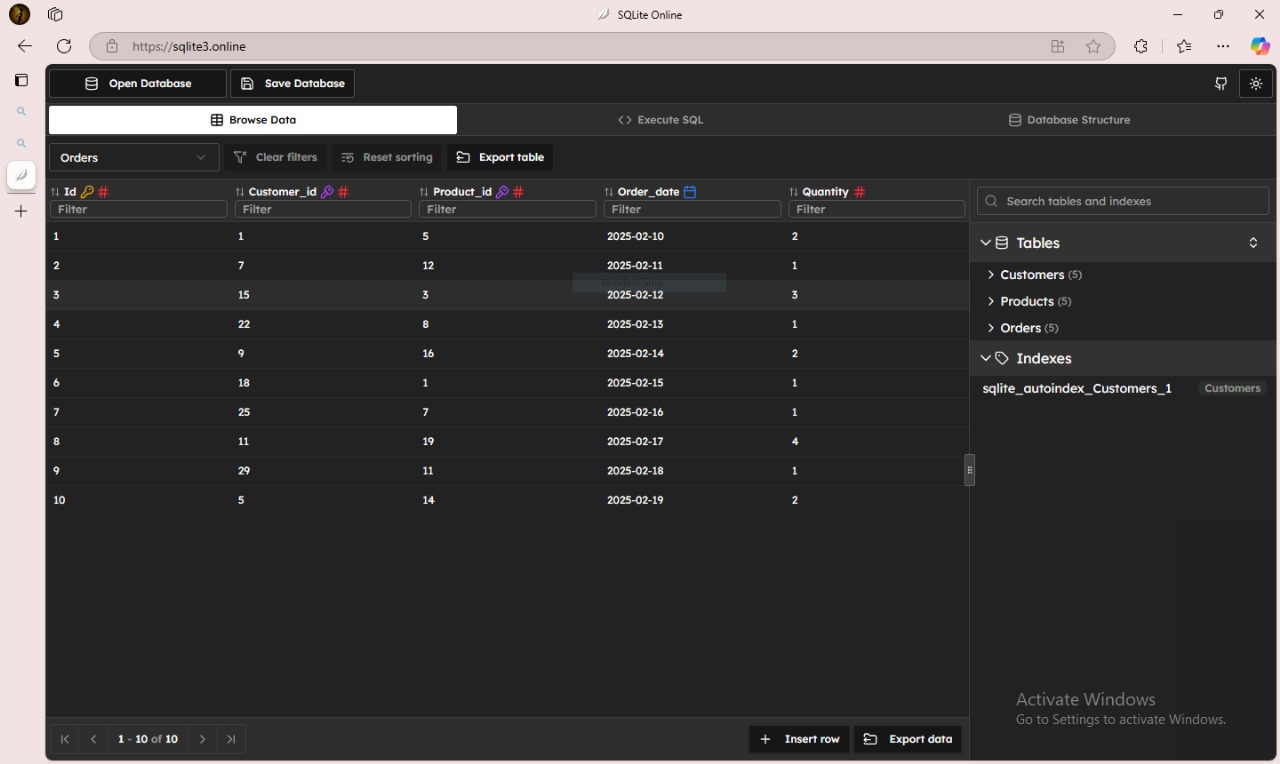 SQLite Online
https://sqlite3.online
Open Database Save Database
Browse Data Execute SQL Database Structure
Orders Clear filters Reset sorting Export table
Id Customer_id Product_id Order_date Quantity
Filter Filter Filter Filter Filter
1 1 5 2025-02-10 2
2 7 12 2025-02-11 1
Window Snip
3 15 3 2025-02-12 3
4 22 8 2025-02-13 1
5 9 16 2025-02-14 2
6 18 1 2025-02-15 1
7 25 7 2025-02-16 1
8 11 19 2025-02-17 4
9 29 11 2025-02-18 1
10 5 14 2025-02-19 2
1 - 10 of 10 Insert row Export data
Search tables and indexes
Tables
Customers (5)
Products (5)
Orders (5)
Indexes
sqlite_autoindex_Customers_1 Customers
Activate Windows
Go to Settings to activate Windows.